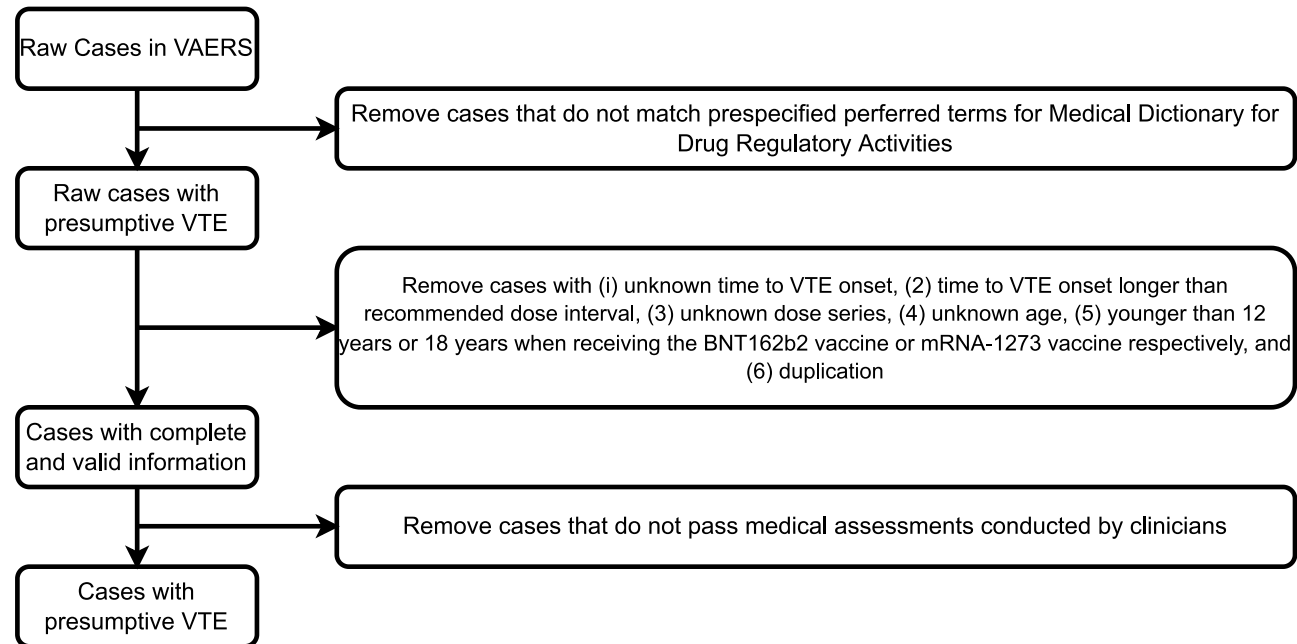 Raw Cases in VAERS
Remove cases that do not match prespecified perferred terms for Medical Dictionary for
Drug Regulatory Activities
Raw cases with
presumptive VTE
Remove cases with (i) unknown time to VTE onset, (2) time to VTE onset longer than
recommended dose interval, (3) unknown dose series, (4) unknown age, (5) younger than 12
years or 18 years when receiving the BNT162b2 vaccine or mRNA-1273 vaccine respectively, and
(6) duplication
Cases with complete
and valid information
Remove cases that do not pass medical assessments conducted by clinicians
Cases with
presumptive VTE